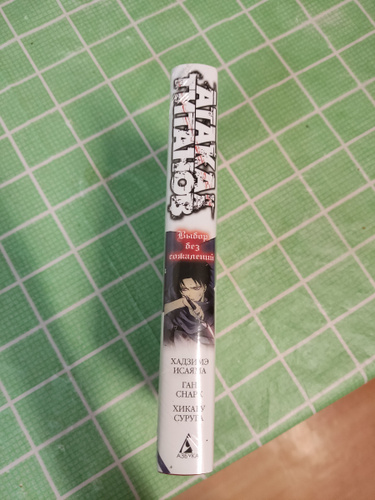 АТАКА
ТИТАНОВ
Выбор
без
сожалений
ХАДЗИМЭ
ИСАЯМА
ГАН
СНАРК
ХИКАРУ
СУРУГА
АЗБУКА